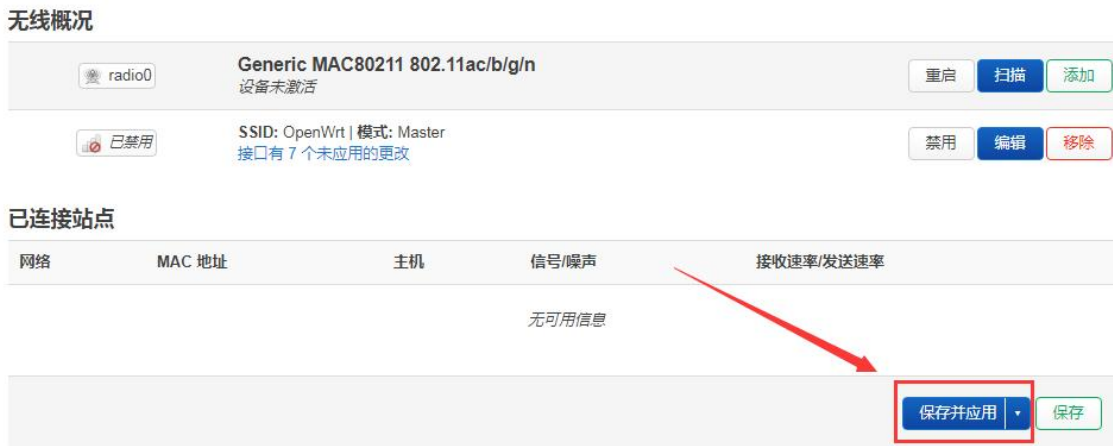 无线概况
radio0
Generic MAC80211 802.11ac/b/g/n
设备未激活
重启 扫描 添加
已禁用
SSID: OpenWrt | 模式: Master
接口有 7 个未应用的更改
禁用 编辑 移除
已连接站点
网络 MAC 地址 主机 信号/噪声 接收速率/发送速率
无可用信息
保存并应用 保存